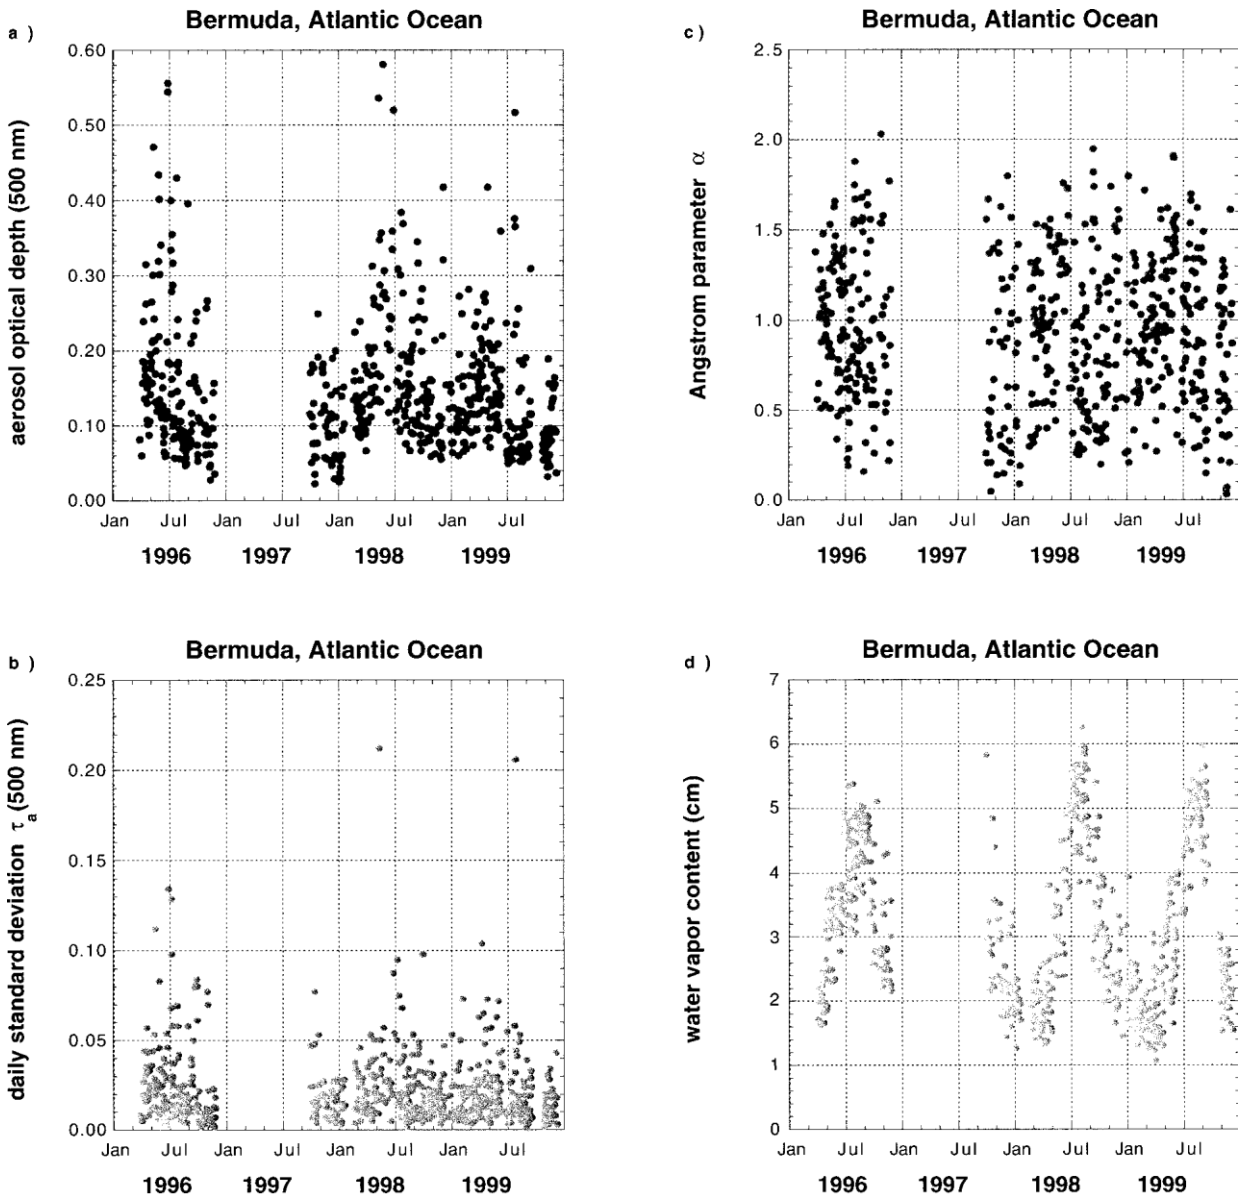 a )
Bermuda, Atlantic Ocean
aerosol optical depth (500 nm)
0.60
0.50
0.40
0.30
0.20
0.10
0.00
Jan Jul Jan Jul Jan Jul Jan Jul
1996 1997 1998 1999
c )
Bermuda, Atlantic Ocean
Angstrom parameter α
2.5
2.0
1.5
1.0
0.5
0.0
Jan Jul Jan Jul Jan Jul Jan Jul
1996 1997 1998 1999
b )
Bermuda, Atlantic Ocean
daily standard deviation τa (500 nm)
0.25
0.20
0.15
0.10
0.05
0.00
Jan Jul Jan Jul Jan Jul Jan Jul
1996 1997 1998 1999
d )
Bermuda, Atlantic Ocean
water vapor content (cm)
7
6
5
4
3
2
1
0
Jan Jul Jan Jul Jan Jul Jan Jul
1996 1997 1998 1999